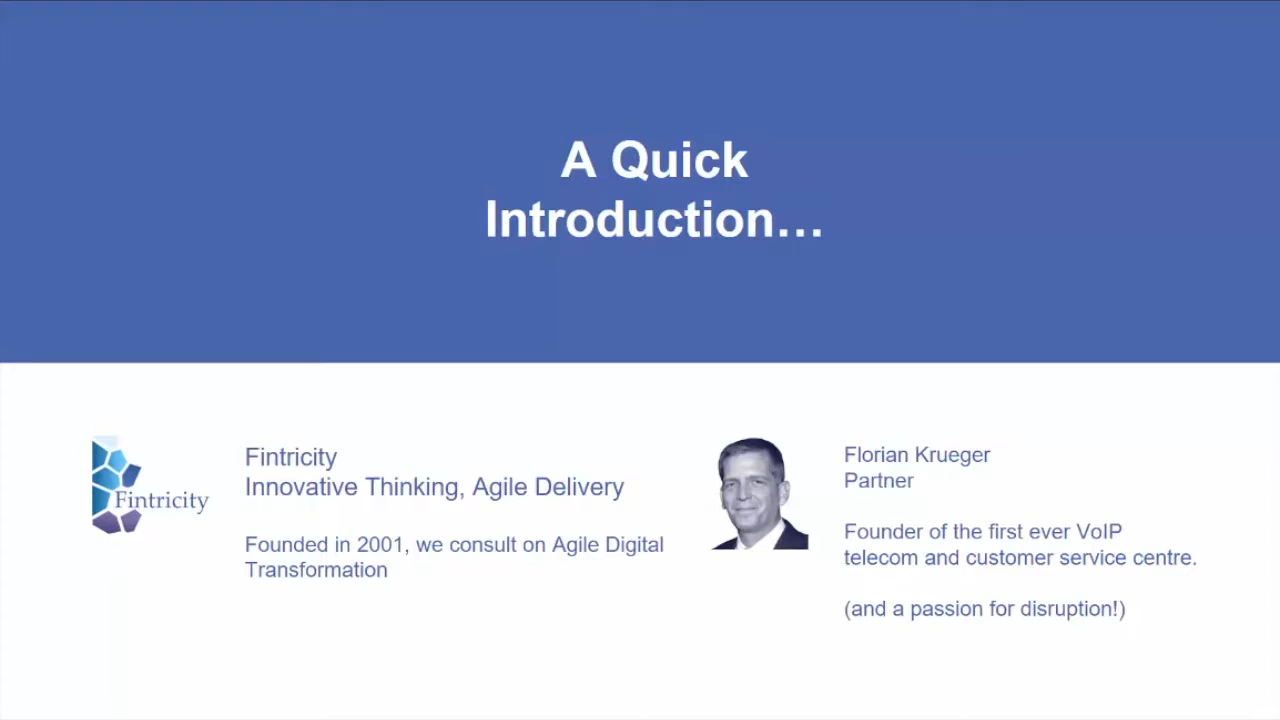 A Quick
Introduction…
Fintricity
Fintricity
Innovative Thinking, Agile Delivery
Founded in 2001, we consult on Agile Digital
Transformation
Florian Krueger
Partner
Founder of the first ever VoIP
telecom and customer service centre.
(and a passion for disruption!)